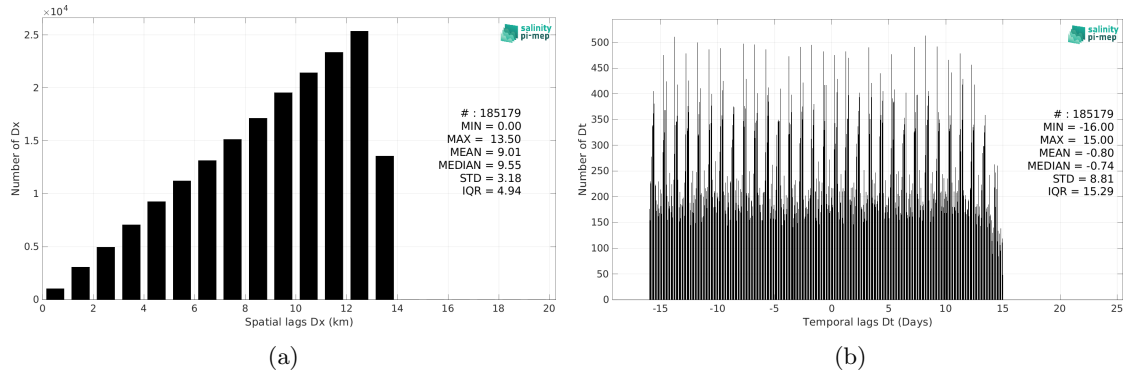 ×10⁴
2.5
2
1.5
1
0.5
0
Number of Dx
0 2 4 6 8 10 12 14 16 18 20
Spatial lags Dx (km)
salinity
pi-mep
# : 185179
MIN = 0.00
MAX = 13.50
MEAN = 9.01
MEDIAN = 9.55
STD = 3.18
IQR = 4.94
(a)
500
450
400
350
300
250
200
150
100
50
0
Number of Dt
-15 -10 -5 0 5 10 15 20 25
Temporal lags Dt (Days)
salinity
pi-mep
# : 185179
MIN = -16.00
MAX = 15.00
MEAN = -0.80
MEDIAN = -0.74
STD = 8.81
IQR = 15.29
(b)